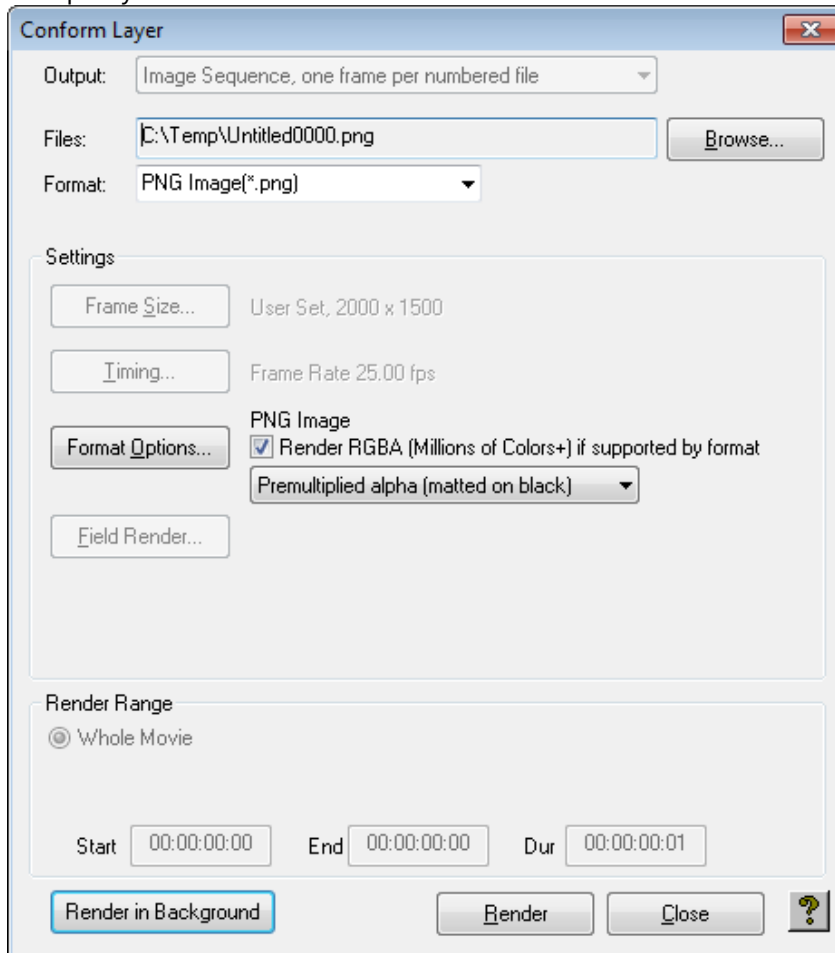 Conform Layer
Output: Image Sequence, one frame per numbered file
Files: C:\Temp\Untitled0000.png Browse...
Format: PNG Image(*.png)
Settings
Frame Size... User Set, 2000 x 1500
Timing... Frame Rate 25.00 fps
PNG Image
Format Options... Render RGBA (Millions of Colors+) if supported by format
Premultiplied alpha (matted on black)
Field Render...
Render Range
Whole Movie
Start 00:00:00:00 End 00:00:00:00 Dur 00:00:00:01
Render in Background Render Close ?